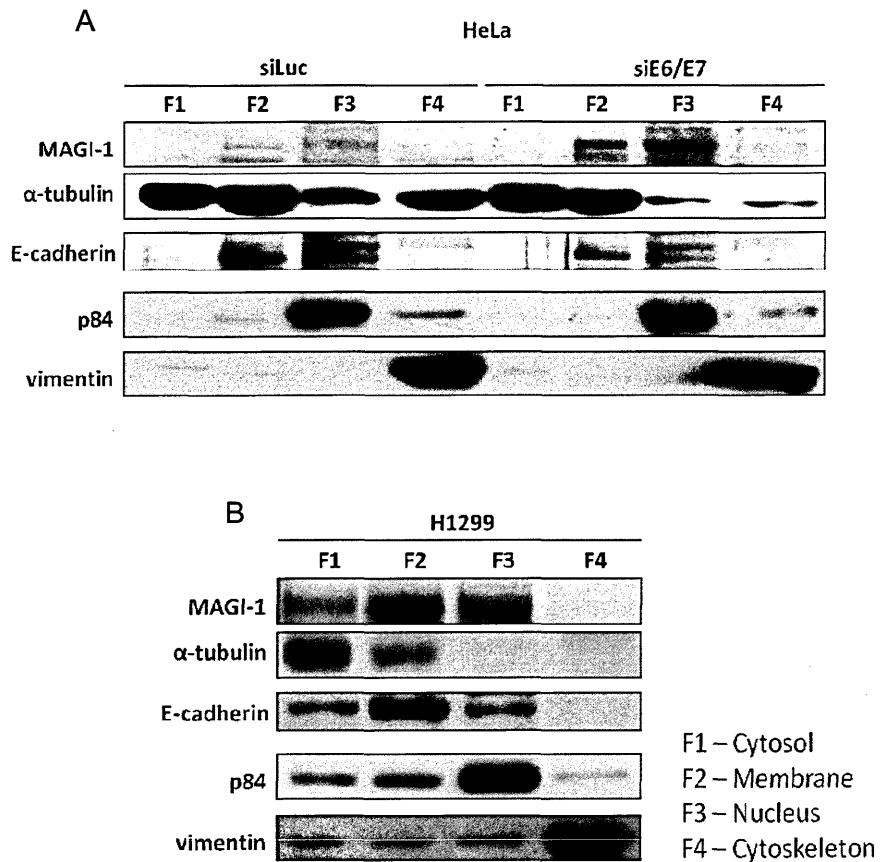 A
HeLa
siLuc siE6/E7
F1 F2 F3 F4 F1 F2 F3 F4
MAGI-1
α-tubulin
E-cadherin
p84
vimentin
B
H1299
F1 F2 F3 F4
MAGI-1
α-tubulin
E-cadherin
p84
vimentin
F1 – Cytosol
F2 – Membrane
F3 – Nucleus
F4 – Cytoskeleton